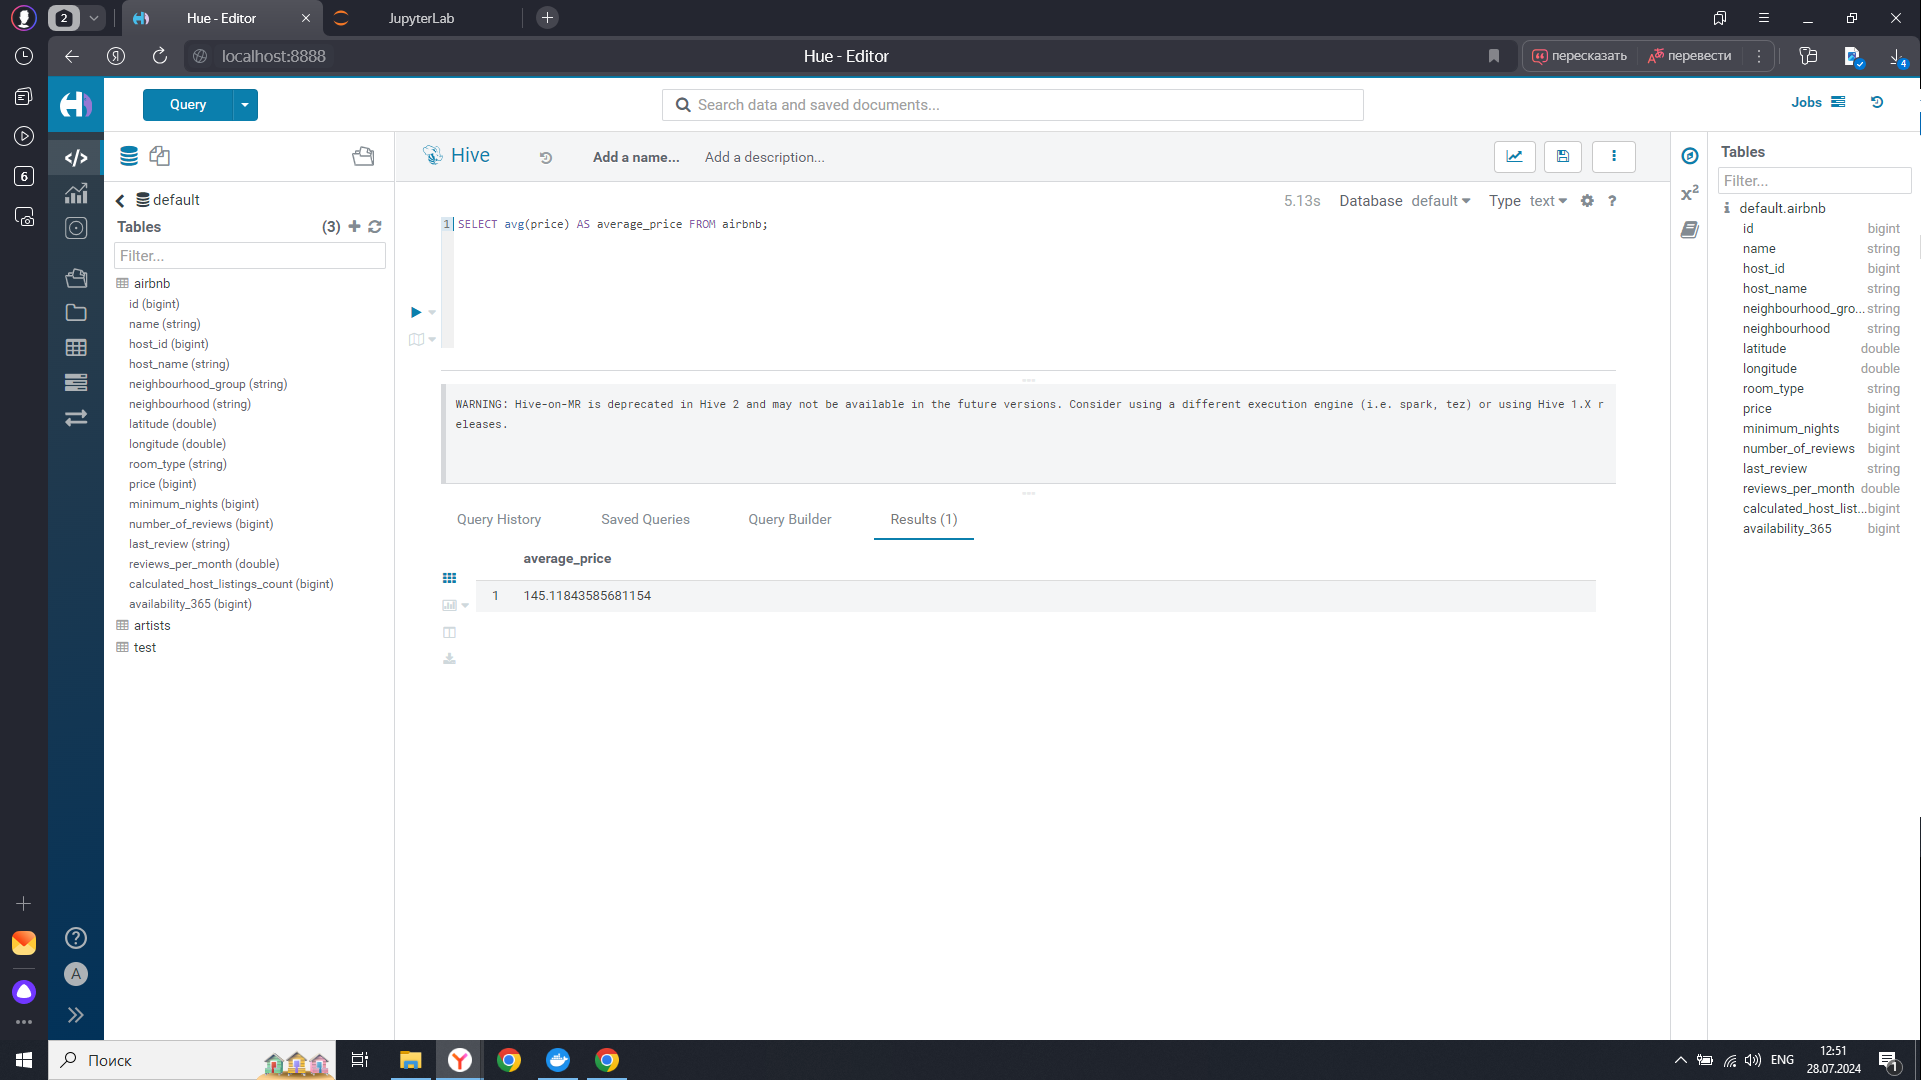 2
Hue - Editor
JupyterLab
localhost:8888
Hue - Editor
пересказать
перевести
4
6
Query
Search data and saved documents...
Jobs
Hive
Add a name...
Add a description...
default
Tables
(3)
Filter...
airbnb
id (bigint)
name (string)
host_id (bigint)
host_name (string)
neighbourhood_group (string)
neighbourhood (string)
latitude (double)
longitude (double)
room_type (string)
price (bigint)
minimum_nights (bigint)
number_of_reviews (bigint)
last_review (string)
reviews_per_month (double)
calculated_host_listings_count (bigint)
availability_365 (bigint)
artists
test
5.13s Database default Type text ?
1 SELECT avg(price) AS average_price FROM airbnb;
WARNING: Hive-on-MR is deprecated in Hive 2 and may not be available in the future versions. Consider using a different execution engine (i.e. spark, tez) or using Hive 1.X r
eleases.
Query History
Saved Queries
Query Builder
Results (1)
average_price
1 145.11843585681154
x²
Tables
Filter...
default.airbnb
id bigint
name string
host_id bigint
host_name string
neighbourhood_gro... string
neighbourhood string
latitude double
longitude double
room_type string
price bigint
minimum_nights bigint
number_of_reviews bigint
last_review string
reviews_per_month double
calculated_host_list... bigint
availability_365 bigint
A
Поиск
ENG
12:51
28.07.2024
1